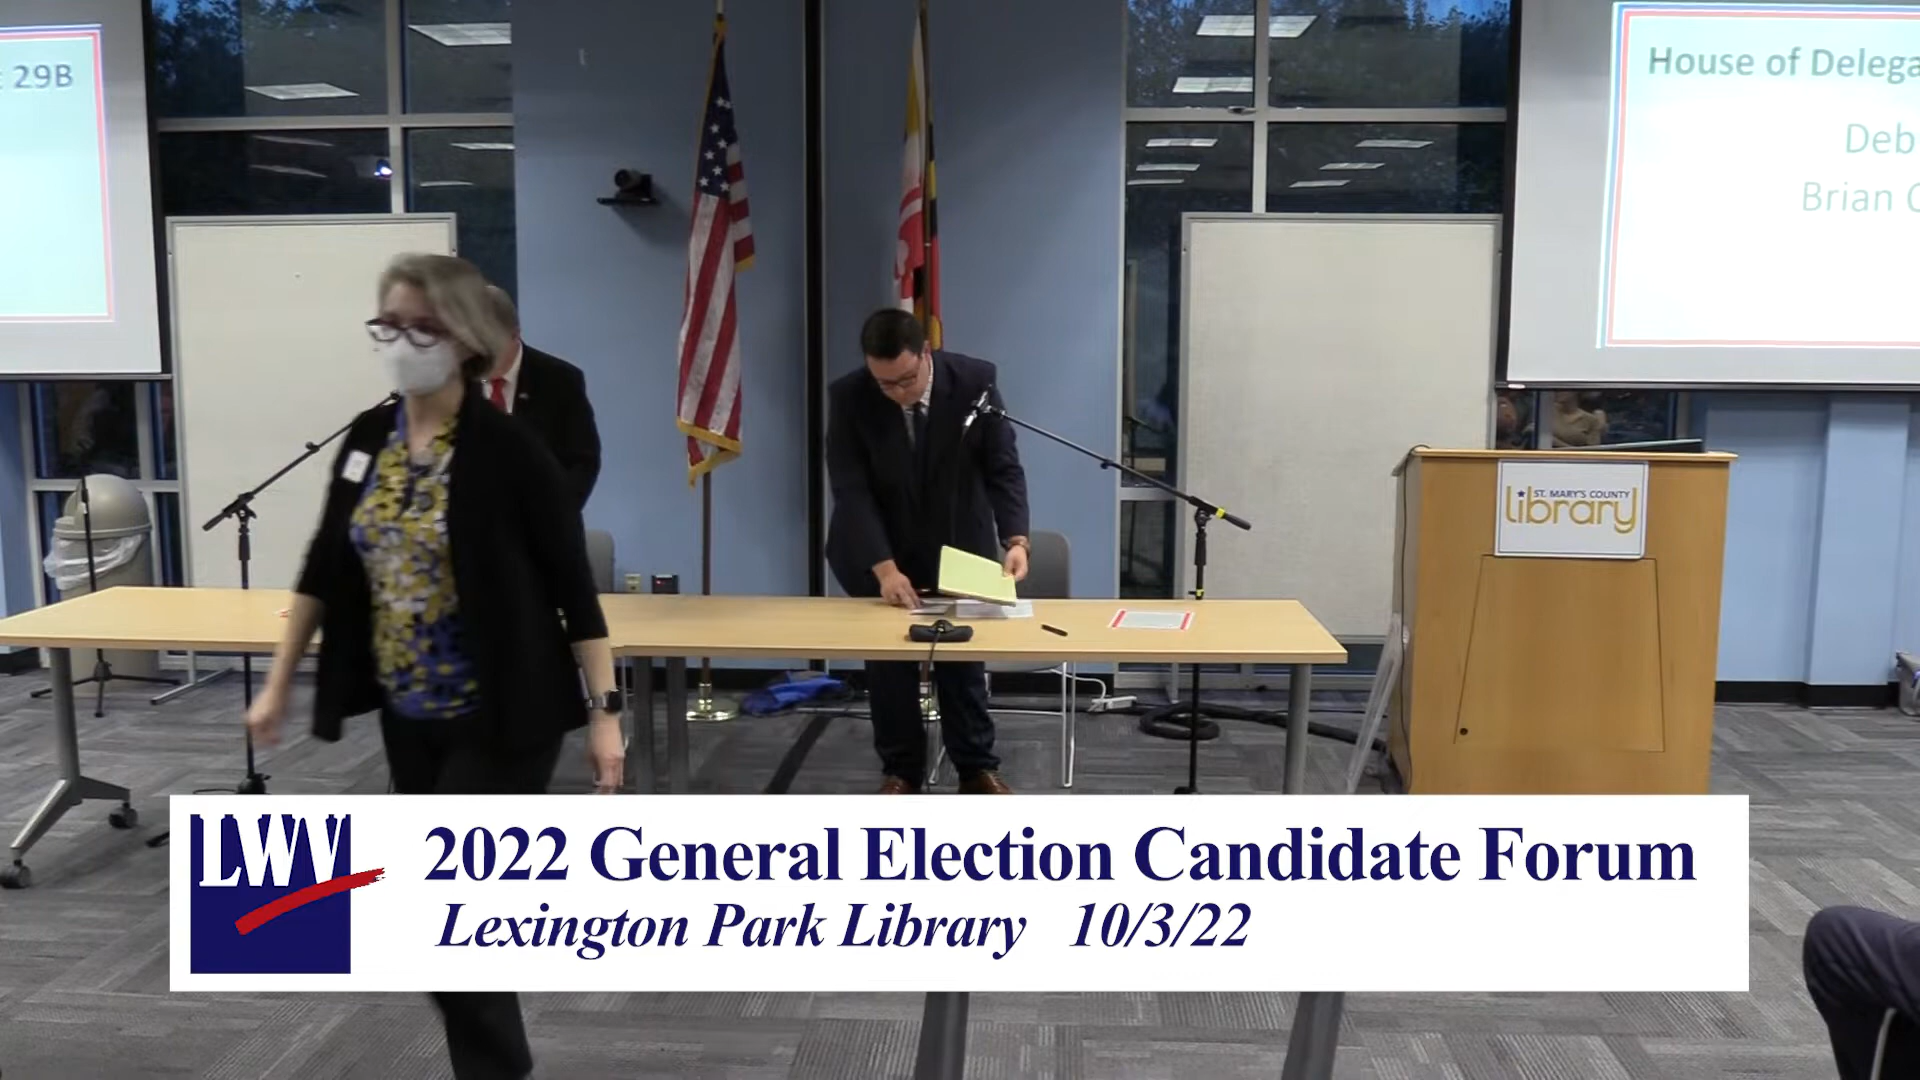 : 29B
House of Delega
Deb
Brian
ST. MARY'S COUNTY
library
LWV
2022 General Election Candidate Forum
Lexington Park Library 10/3/22